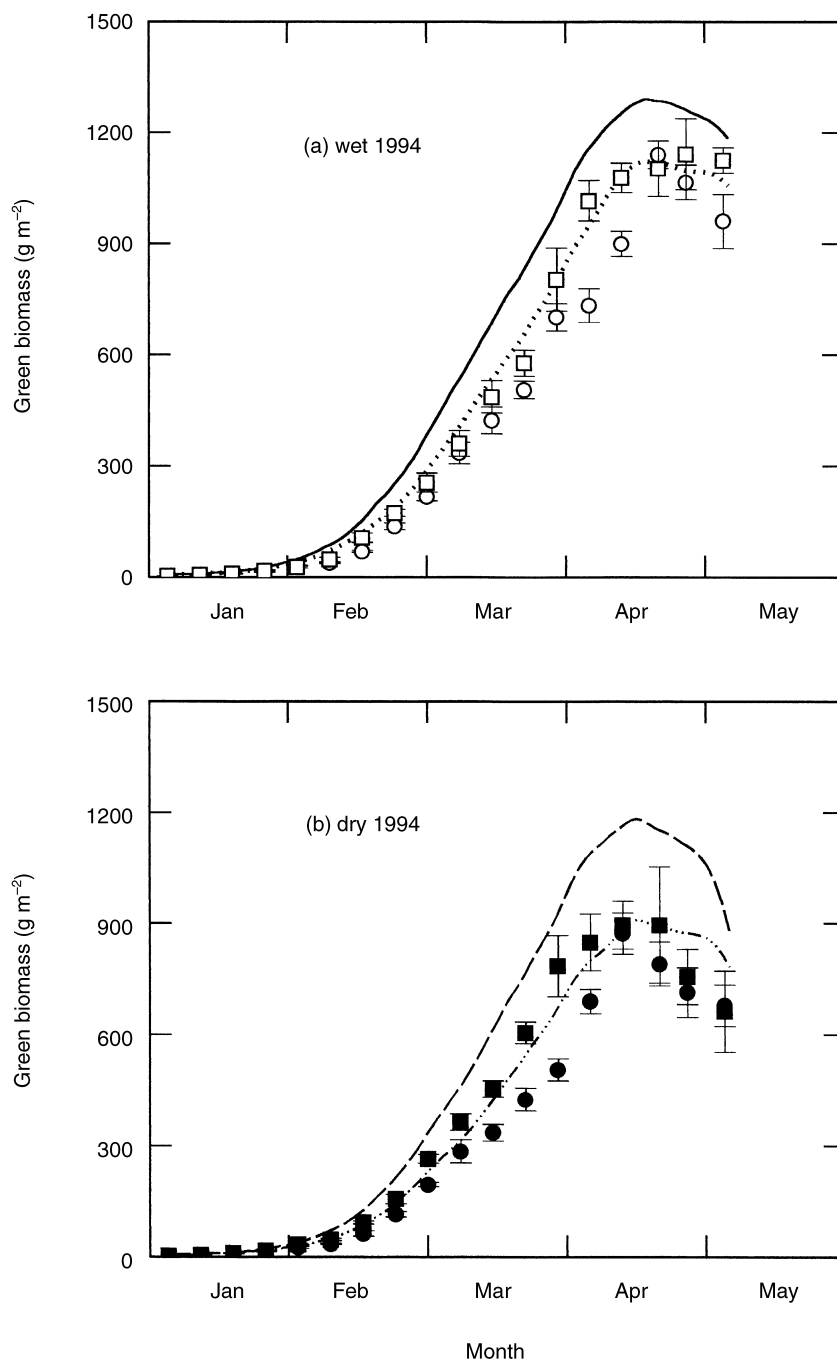 1500
1200
900
600
300
0
Green biomass (g m⁻²)
(a) wet 1994
Jan Feb Mar Apr May
1500
1200
900
600
300
0
Green biomass (g m⁻²)
(b) dry 1994
Jan Feb Mar Apr May
Month